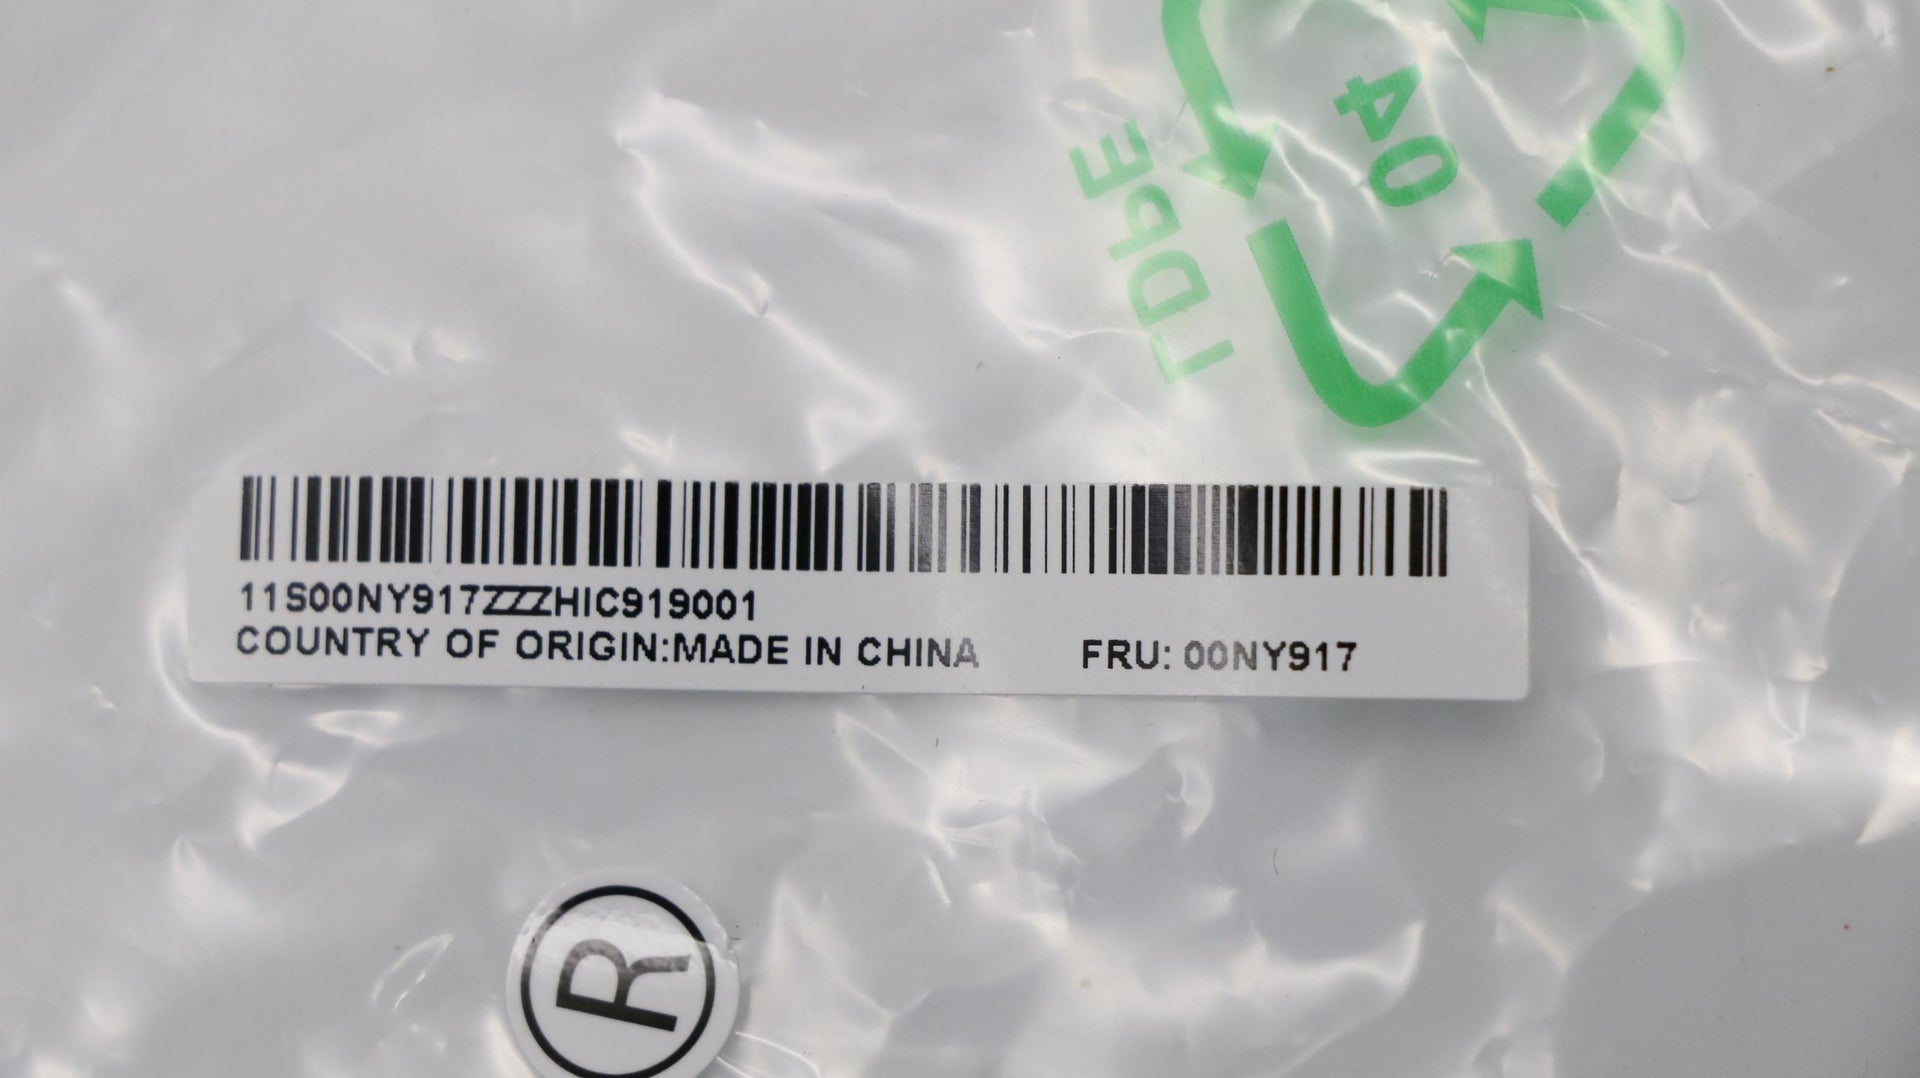 04
LDPE
11S00NY917ZZZHIC919001
COUNTRY OF ORIGIN:MADE IN CHINA FRU: 00NY917
R